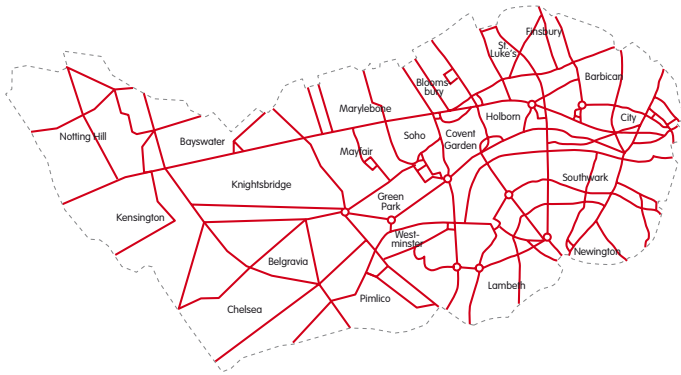 Finsbury
St.
Luke's
Barbican
Blooms-
bury
Marylebone
Holborn
City
Notting Hill
Bayswater
Soho
Covent
Garden
Mayfair
Knightsbridge
Southwark
Green
Park
Kensington
West-
minster
Newington
Belgravia
Lambeth
Pimlico
Chelsea